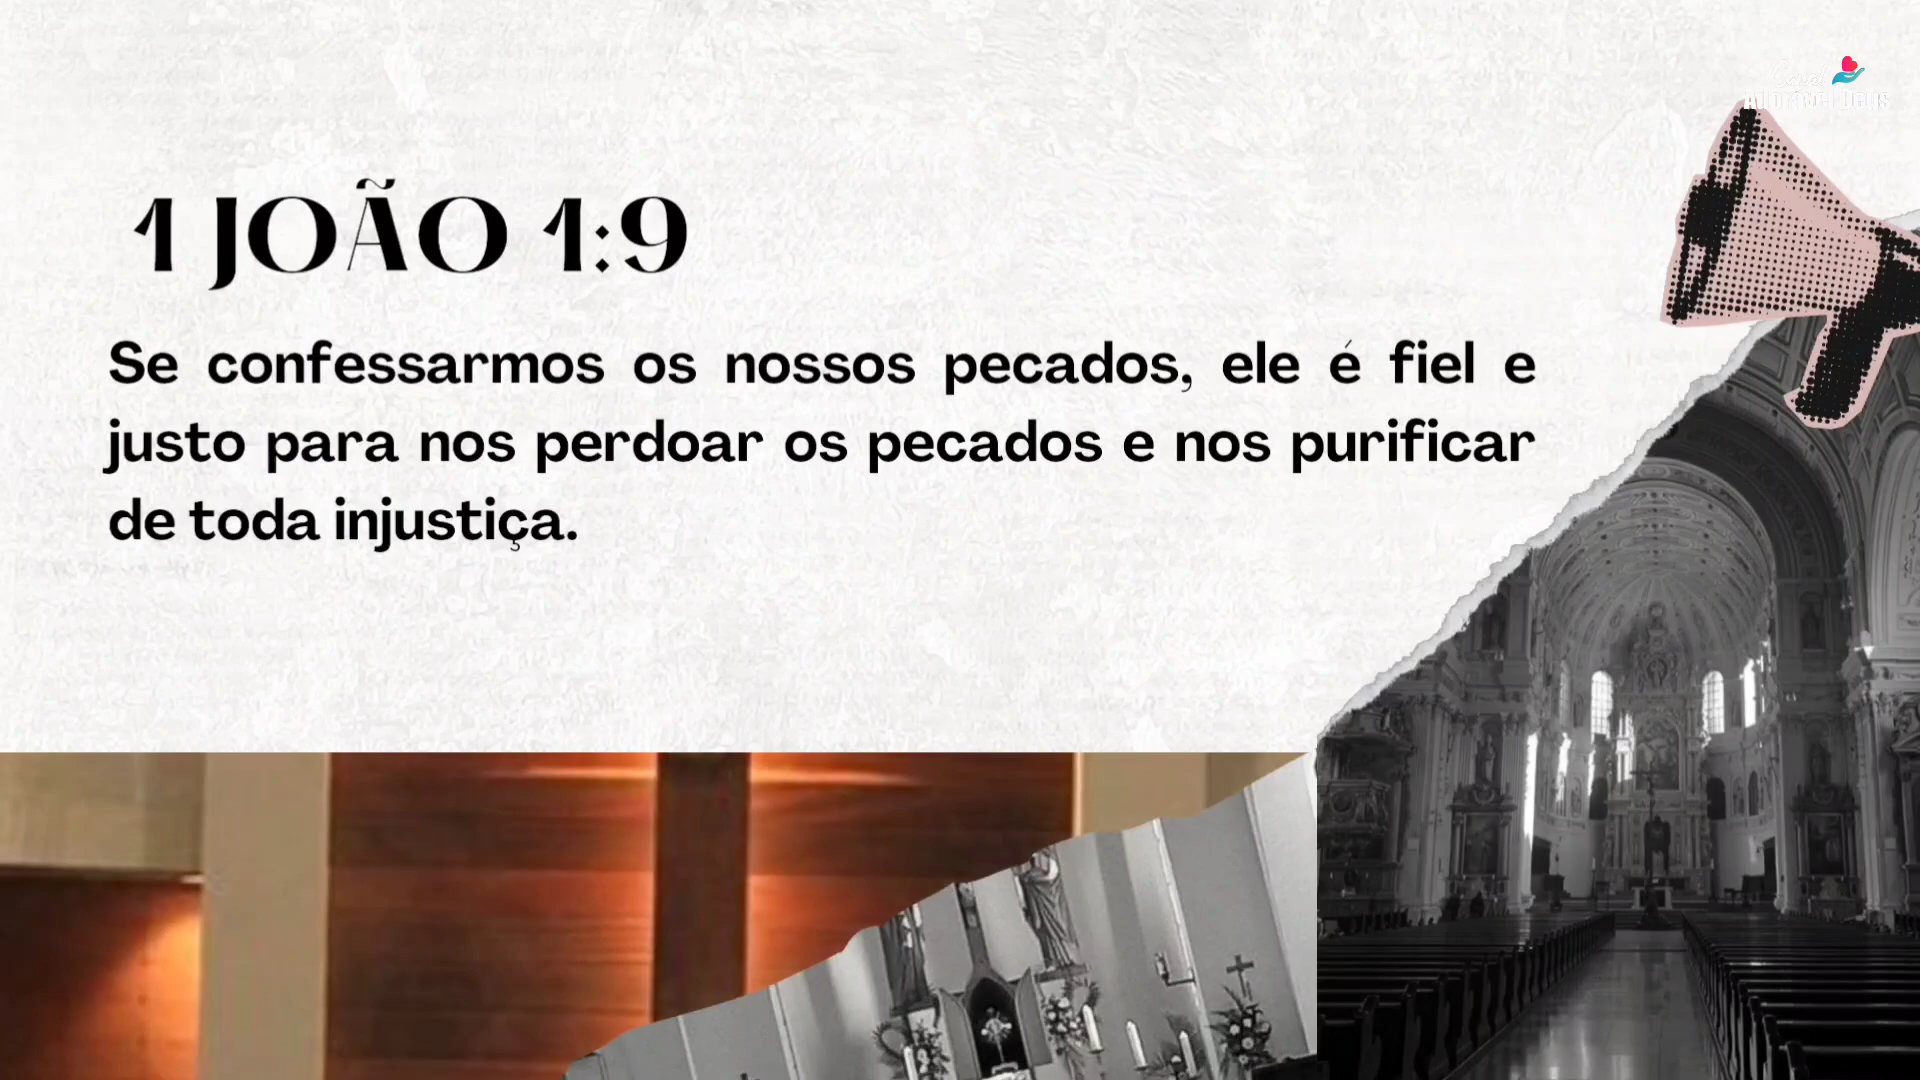 1 JOÃO 1:9
Se confessarmos os nossos pecados, ele é fiel e
justo para nos perdoar os pecados e nos purificar
de toda injustiça.